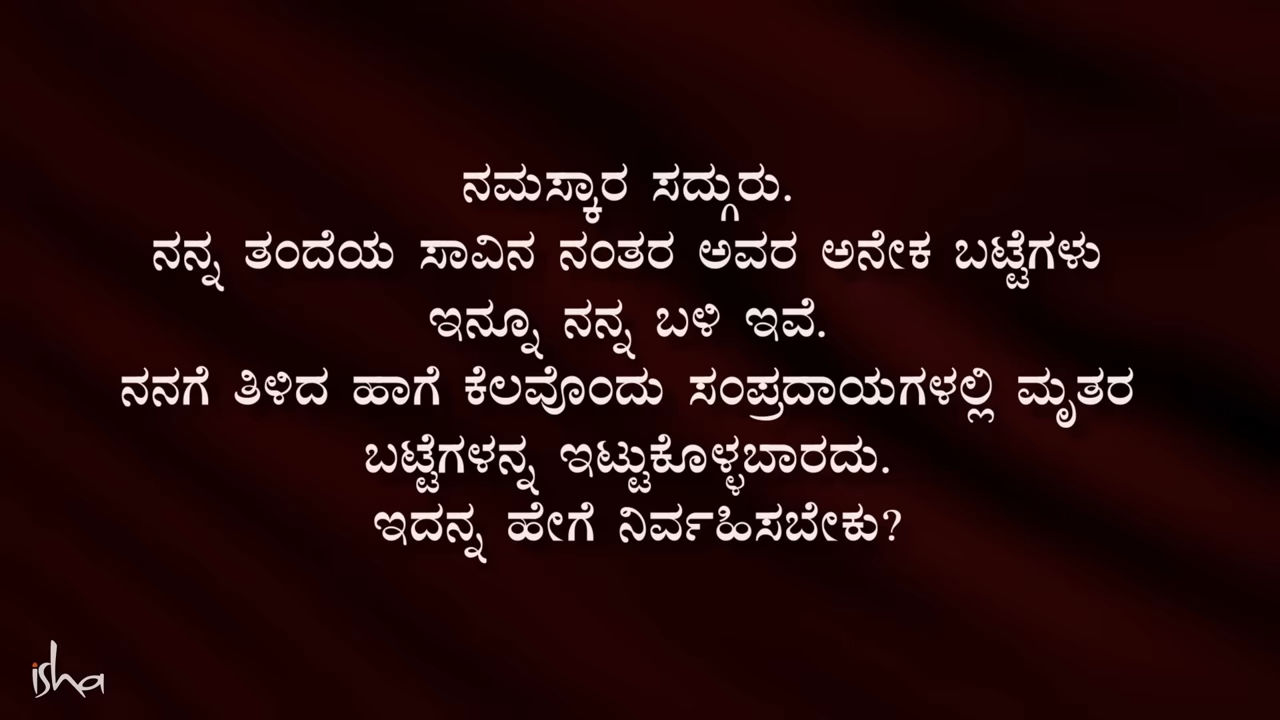 ನಮಸ್ಕಾರ ಸದ್ಗುರು.
ನನ್ನ ತಂದೆಯ ಸಾವಿನ ನಂತರ ಅವರ ಅನೇಕ ಬಟ್ಟೆಗಳು
ಇನ್ನೂ ನನ್ನ ಬಳಿ ಇವೆ.
ನನಗೆ ತಿಳಿದ ಹಾಗೆ ಕೆಲವೊಂದು ಸಂಪ್ರದಾಯಗಳಲ್ಲಿ ಮೃತರ
ಬಟ್ಟೆಗಳನ್ನ ಇಟ್ಟುಕೊಳ್ಳಬಾರದು.
ಇದನ್ನ ಹೇಗೆ ನಿರ್ವಹಿಸಬೇಕು?
isha